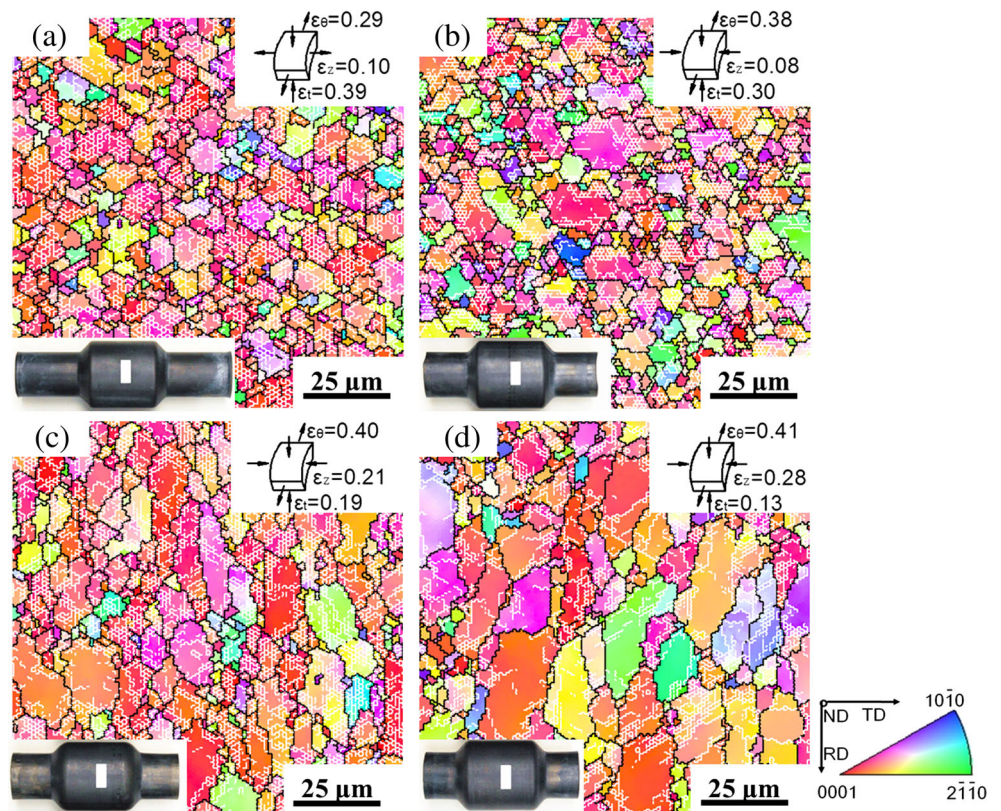 (a)
εθ=0.29
εz=0.10
εt=0.39
25 μm
(b)
εθ=0.38
εz=0.08
εt=0.30
25 μm
(c)
εθ=0.40
εz=0.21
εt=0.19
25 μm
(d)
εθ=0.41
εz=0.28
εt=0.13
25 μm
ND TD
RD
101̄0
0001
2̄1̄10